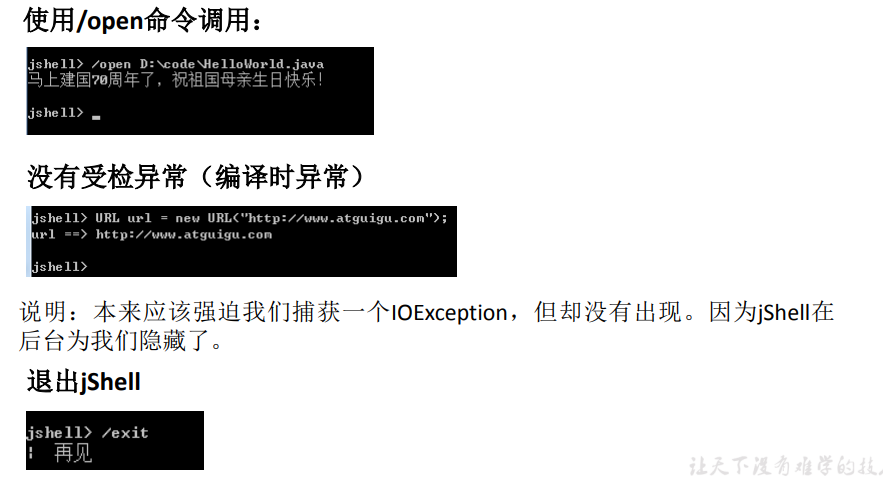 使用/open命令调用：
jshell> /open D:\code\HelloWorld.java
马上建国70周年了，祝祖国母亲生日快乐！
jshell> _
没有受检异常（编译时异常）
jshell> URL url = new URL("http://www.atguigu.com");
url ==> http://www.atguigu.com
jshell>
说明：本来应该强迫我们捕获一个IOException，但却没有出现。因为jShell在
后台为我们隐藏了。
退出jShell
jshell> /exit
¦ 再见
让天下没有难学的技